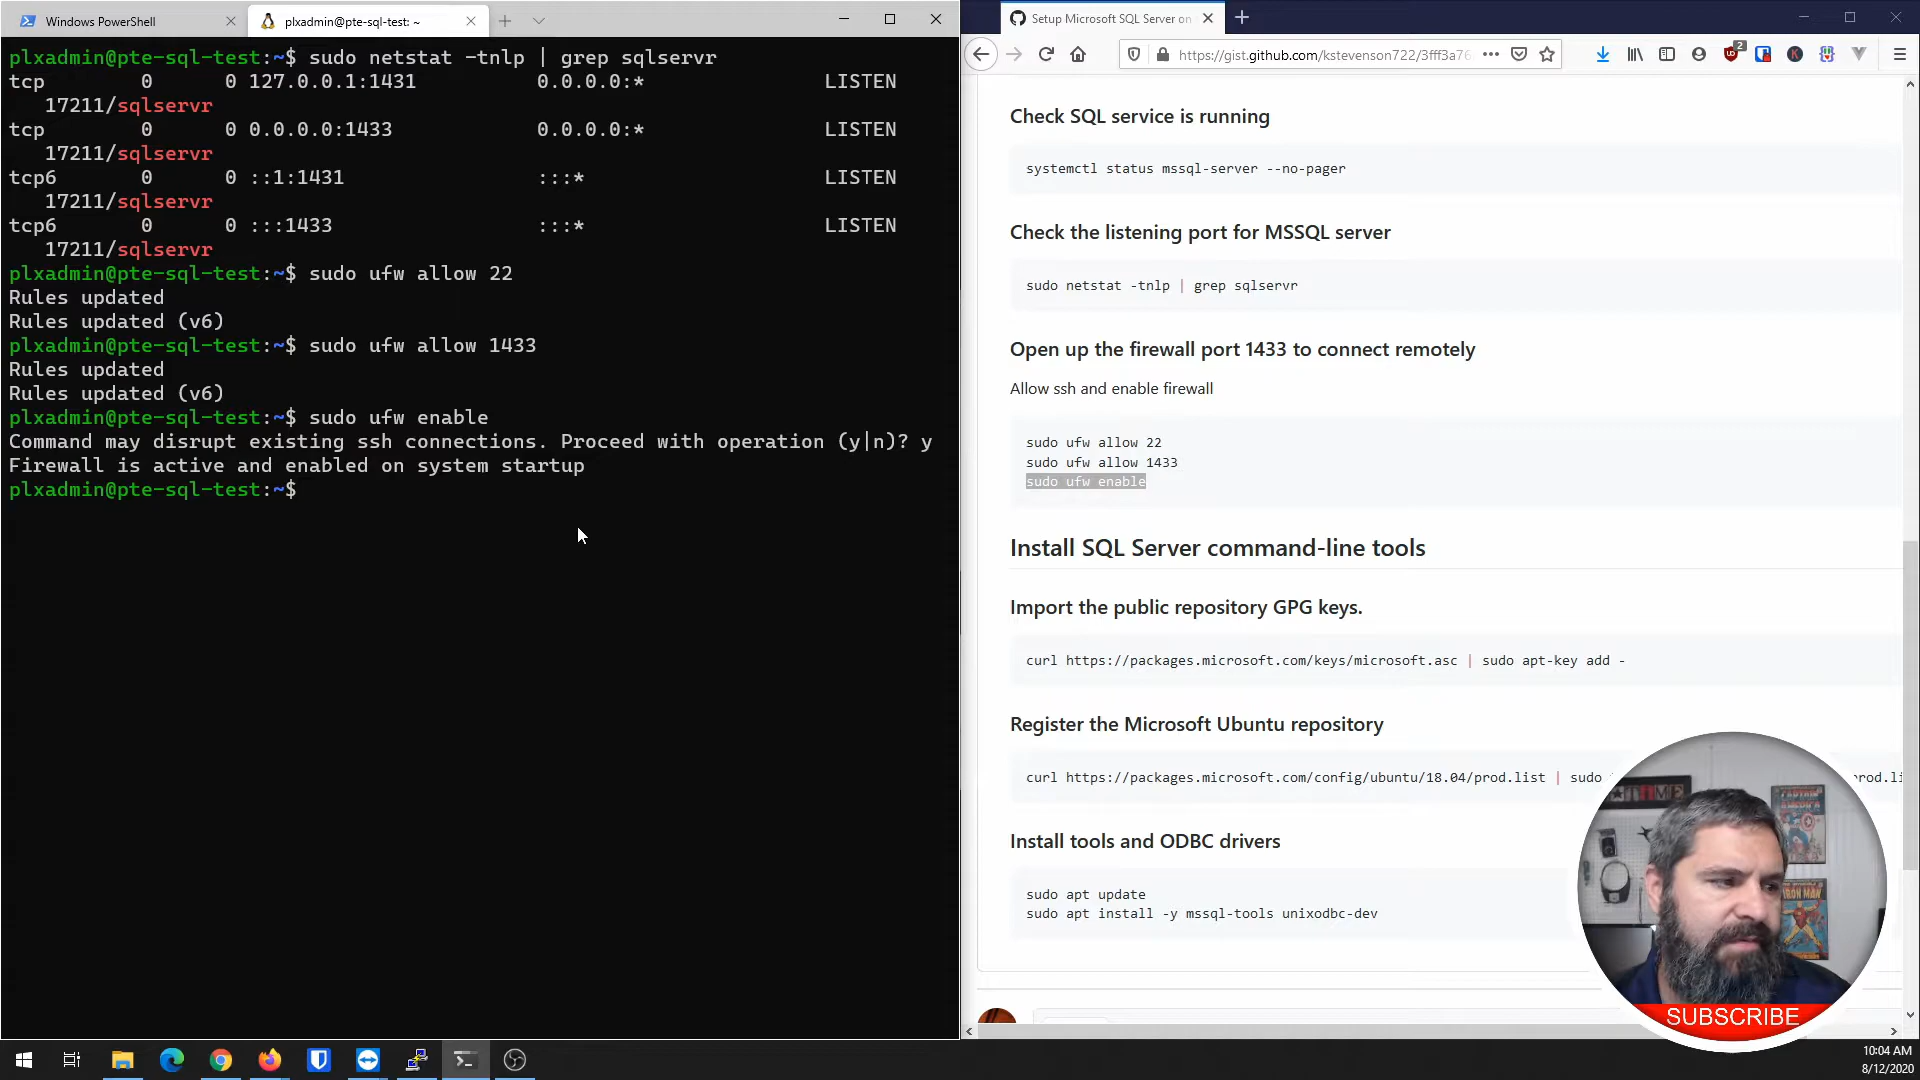 Windows PowerShell
plxadmin@pte-sql-test: ~
plxadmin@pte-sql-test:~$ sudo netstat -tnlp | grep sqlservr
tcp 0 0 127.0.0.1:1431 0.0.0.0:* LISTEN
17211/sqlservr
tcp 0 0 0.0.0.0:1433 0.0.0.0:* LISTEN
17211/sqlservr
tcp6 0 0 ::1:1431 :::* LISTEN
17211/sqlservr
tcp6 0 0 :::1433 :::* LISTEN
17211/sqlservr
plxadmin@pte-sql-test:~$ sudo ufw allow 22
Rules updated
Rules updated (v6)
plxadmin@pte-sql-test:~$ sudo ufw allow 1433
Rules updated
Rules updated (v6)
plxadmin@pte-sql-test:~$ sudo ufw enable
Command may disrupt existing ssh connections. Proceed with operation (y|n)? y
Firewall is active and enabled on system startup
plxadmin@pte-sql-test:~$
Setup Microsoft SQL Server on
https://gist.github.com/kstevenson722/3fff3a76
2
Check SQL service is running
systemctl status mssql-server --no-pager
Check the listening port for MSSQL server
sudo netstat -tnlp | grep sqlservr
Open up the firewall port 1433 to connect remotely
Allow ssh and enable firewall
sudo ufw allow 22
sudo ufw allow 1433
sudo ufw enable
Install SQL Server command-line tools
Import the public repository GPG keys.
curl https://packages.microsoft.com/keys/microsoft.asc | sudo apt-key add -
Register the Microsoft Ubuntu repository
curl https://packages.microsoft.com/config/ubuntu/18.04/prod.list | sudo prod.li
Install tools and ODBC drivers
sudo apt update
sudo apt install -y mssql-tools unixodbc-dev
CAPTAIN AMERICA
IRON MAN
SUBSCRIBE
10:04 AM
8/12/2020